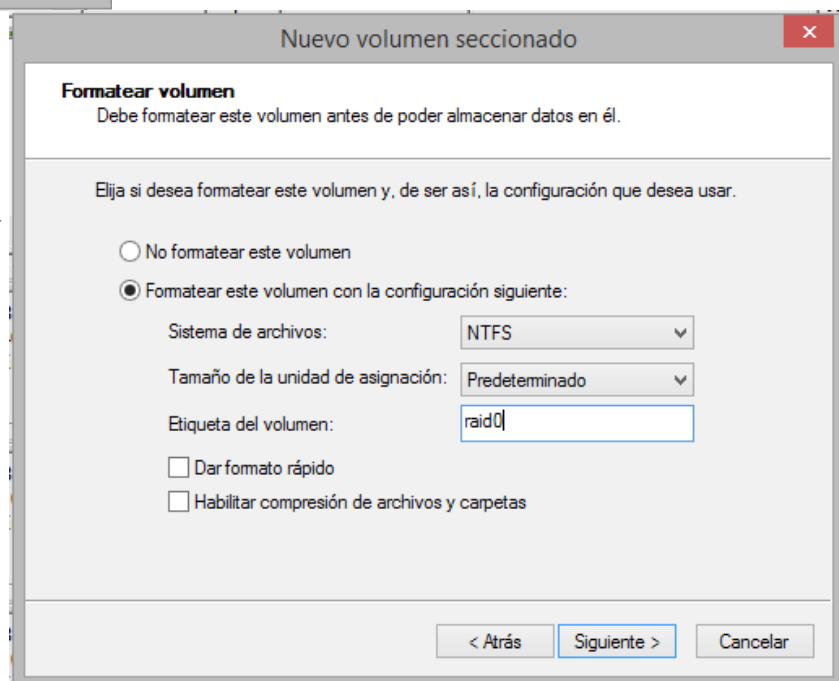 Nuevo volumen seccionado
Formatear volumen
Debe formatear este volumen antes de poder almacenar datos en él.
Elija si desea formatear este volumen y, de ser así, la configuración que desea usar.
No formatear este volumen
Formatear este volumen con la configuración siguiente:
Sistema de archivos: NTFS
Tamaño de la unidad de asignación: Predeterminado
Etiqueta del volumen: raid0
Dar formato rápido
Habilitar compresión de archivos y carpetas
< Atrás Siguiente > Cancelar